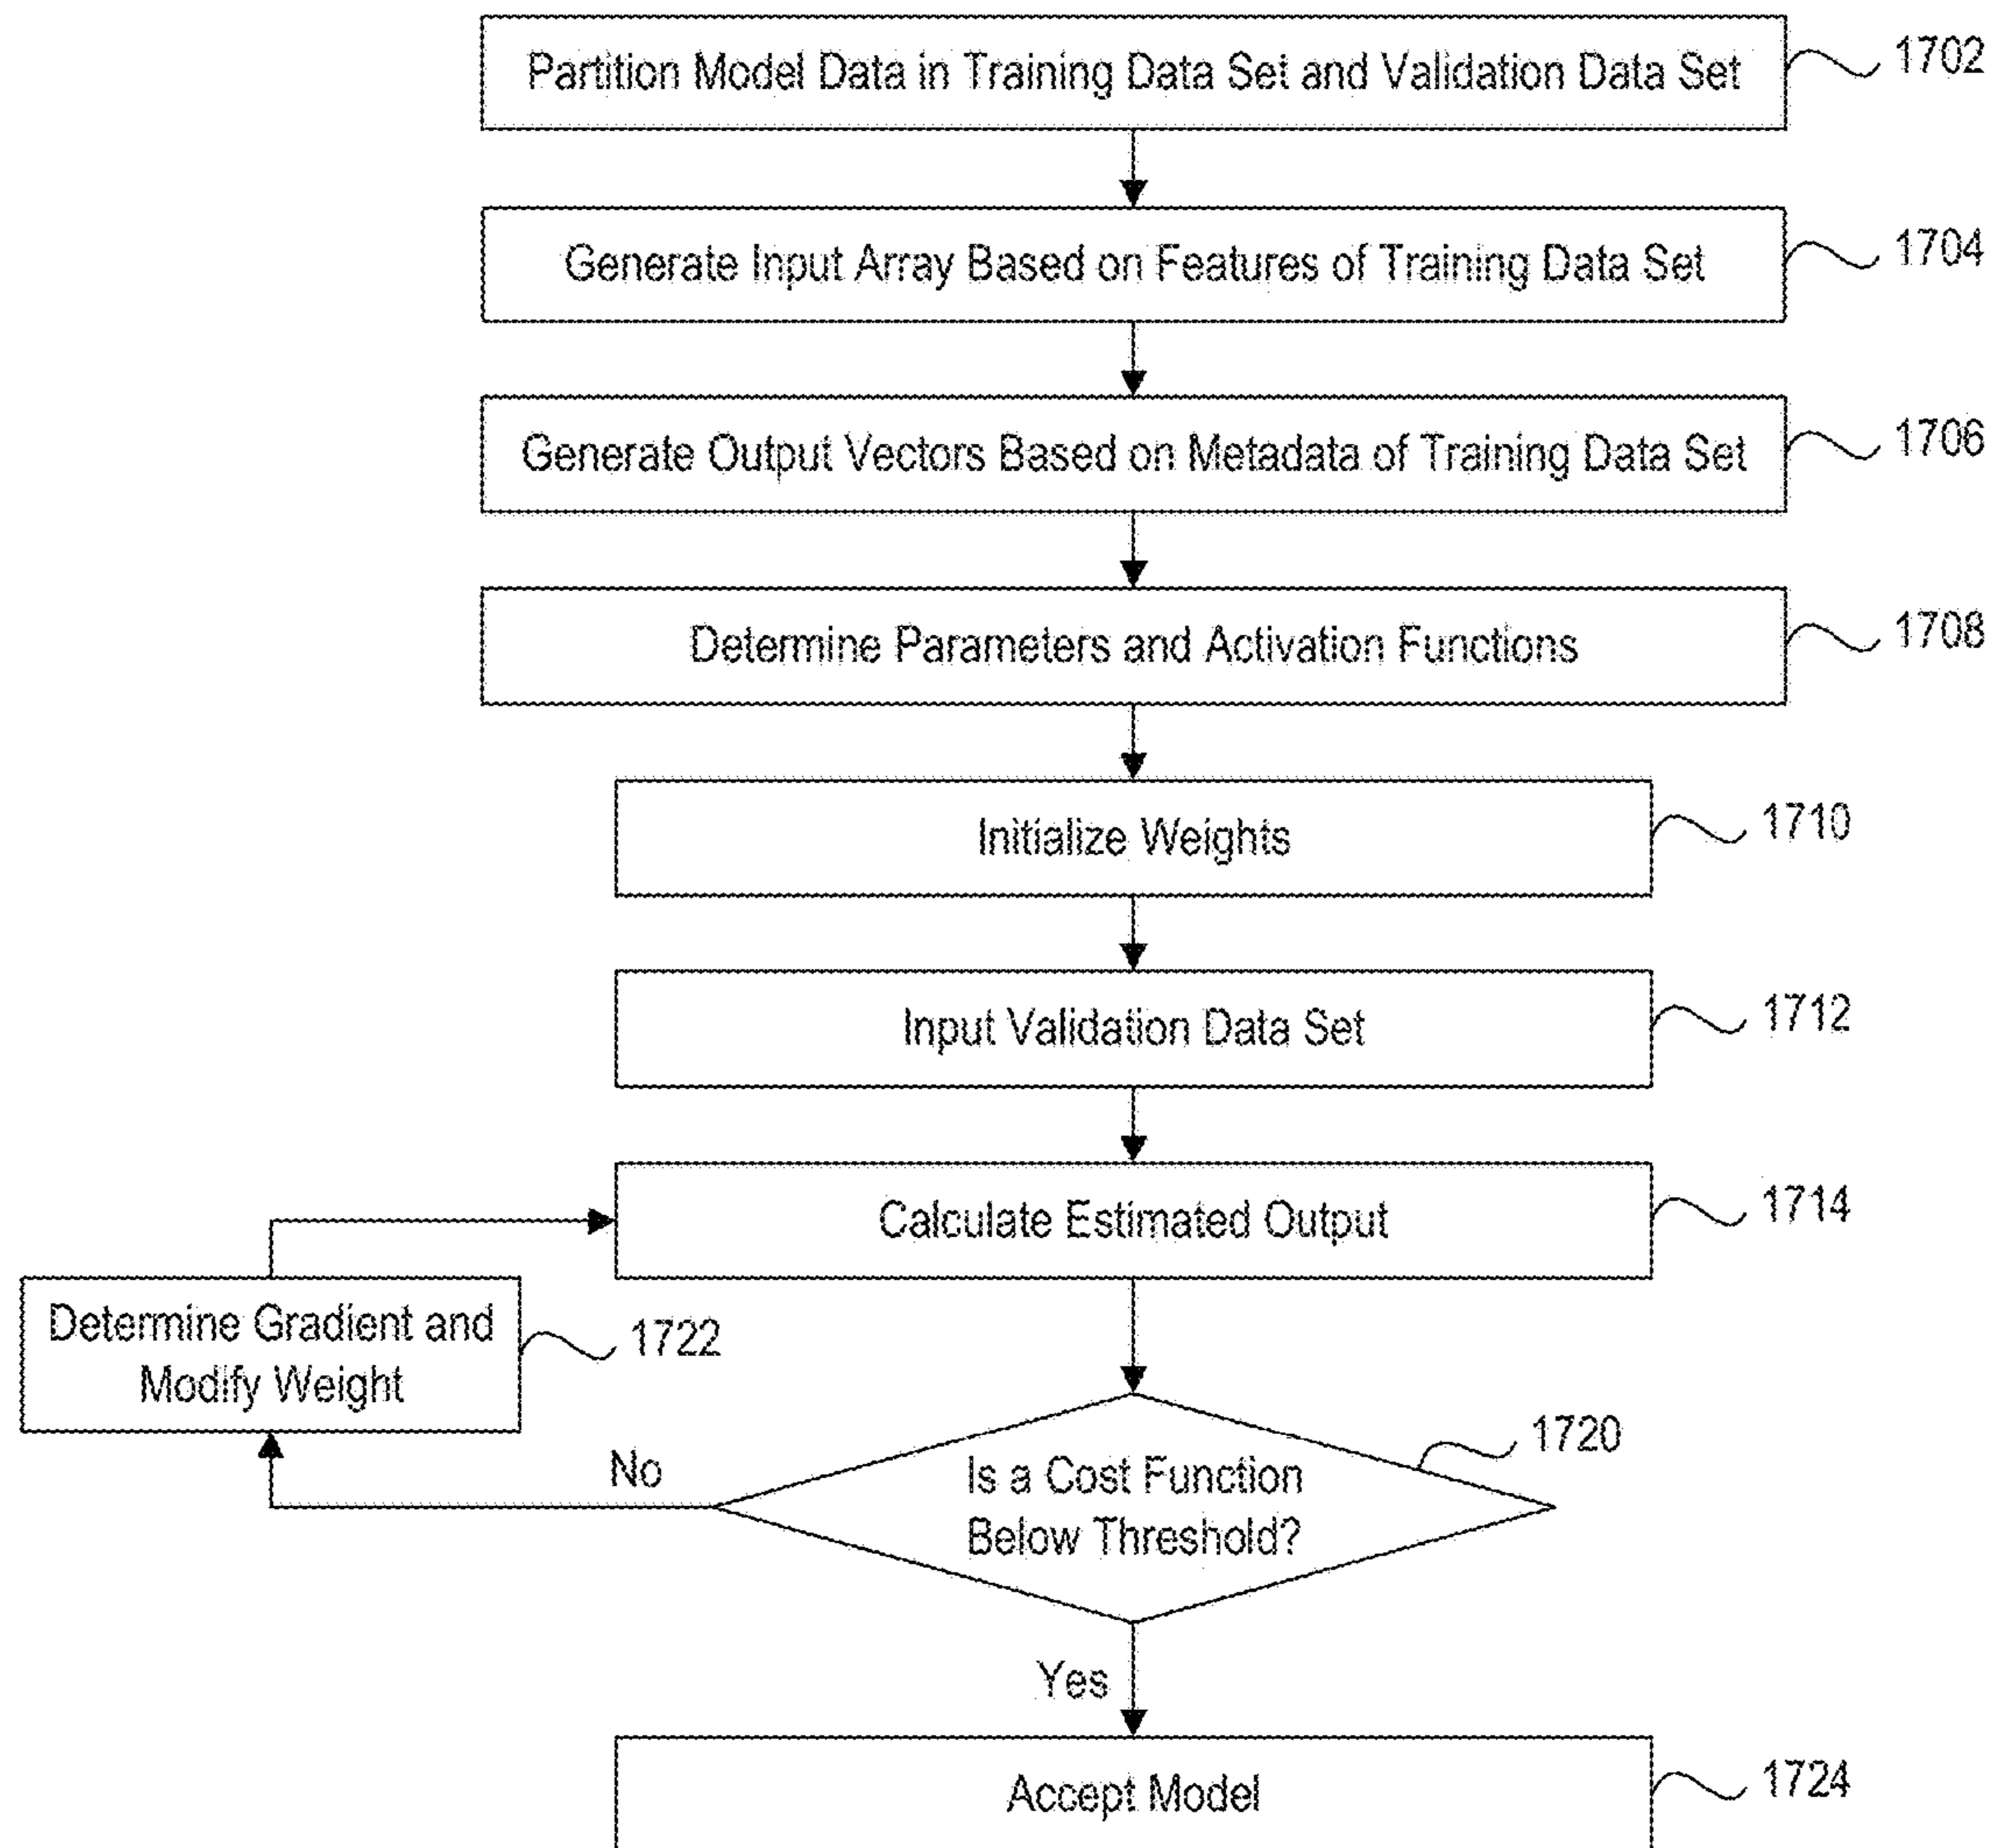 Partition Model Data in Training Data Set and Validation Data Set
1702
Generate Input Array Based on Features of Training Data Set
1704
Generate Output Vectors Based on Metadata of Training Data Set
1706
Determine Parameters and Activation Functions
1708
Initialize Weights
1710
Input Validation Data Set
1712
Calculate Estimated Output
1714
Determine Gradient and
Modify Weight
1722
Is a Cost Function
Below Threshold?
1720
No
Yes
Accept Model
1724